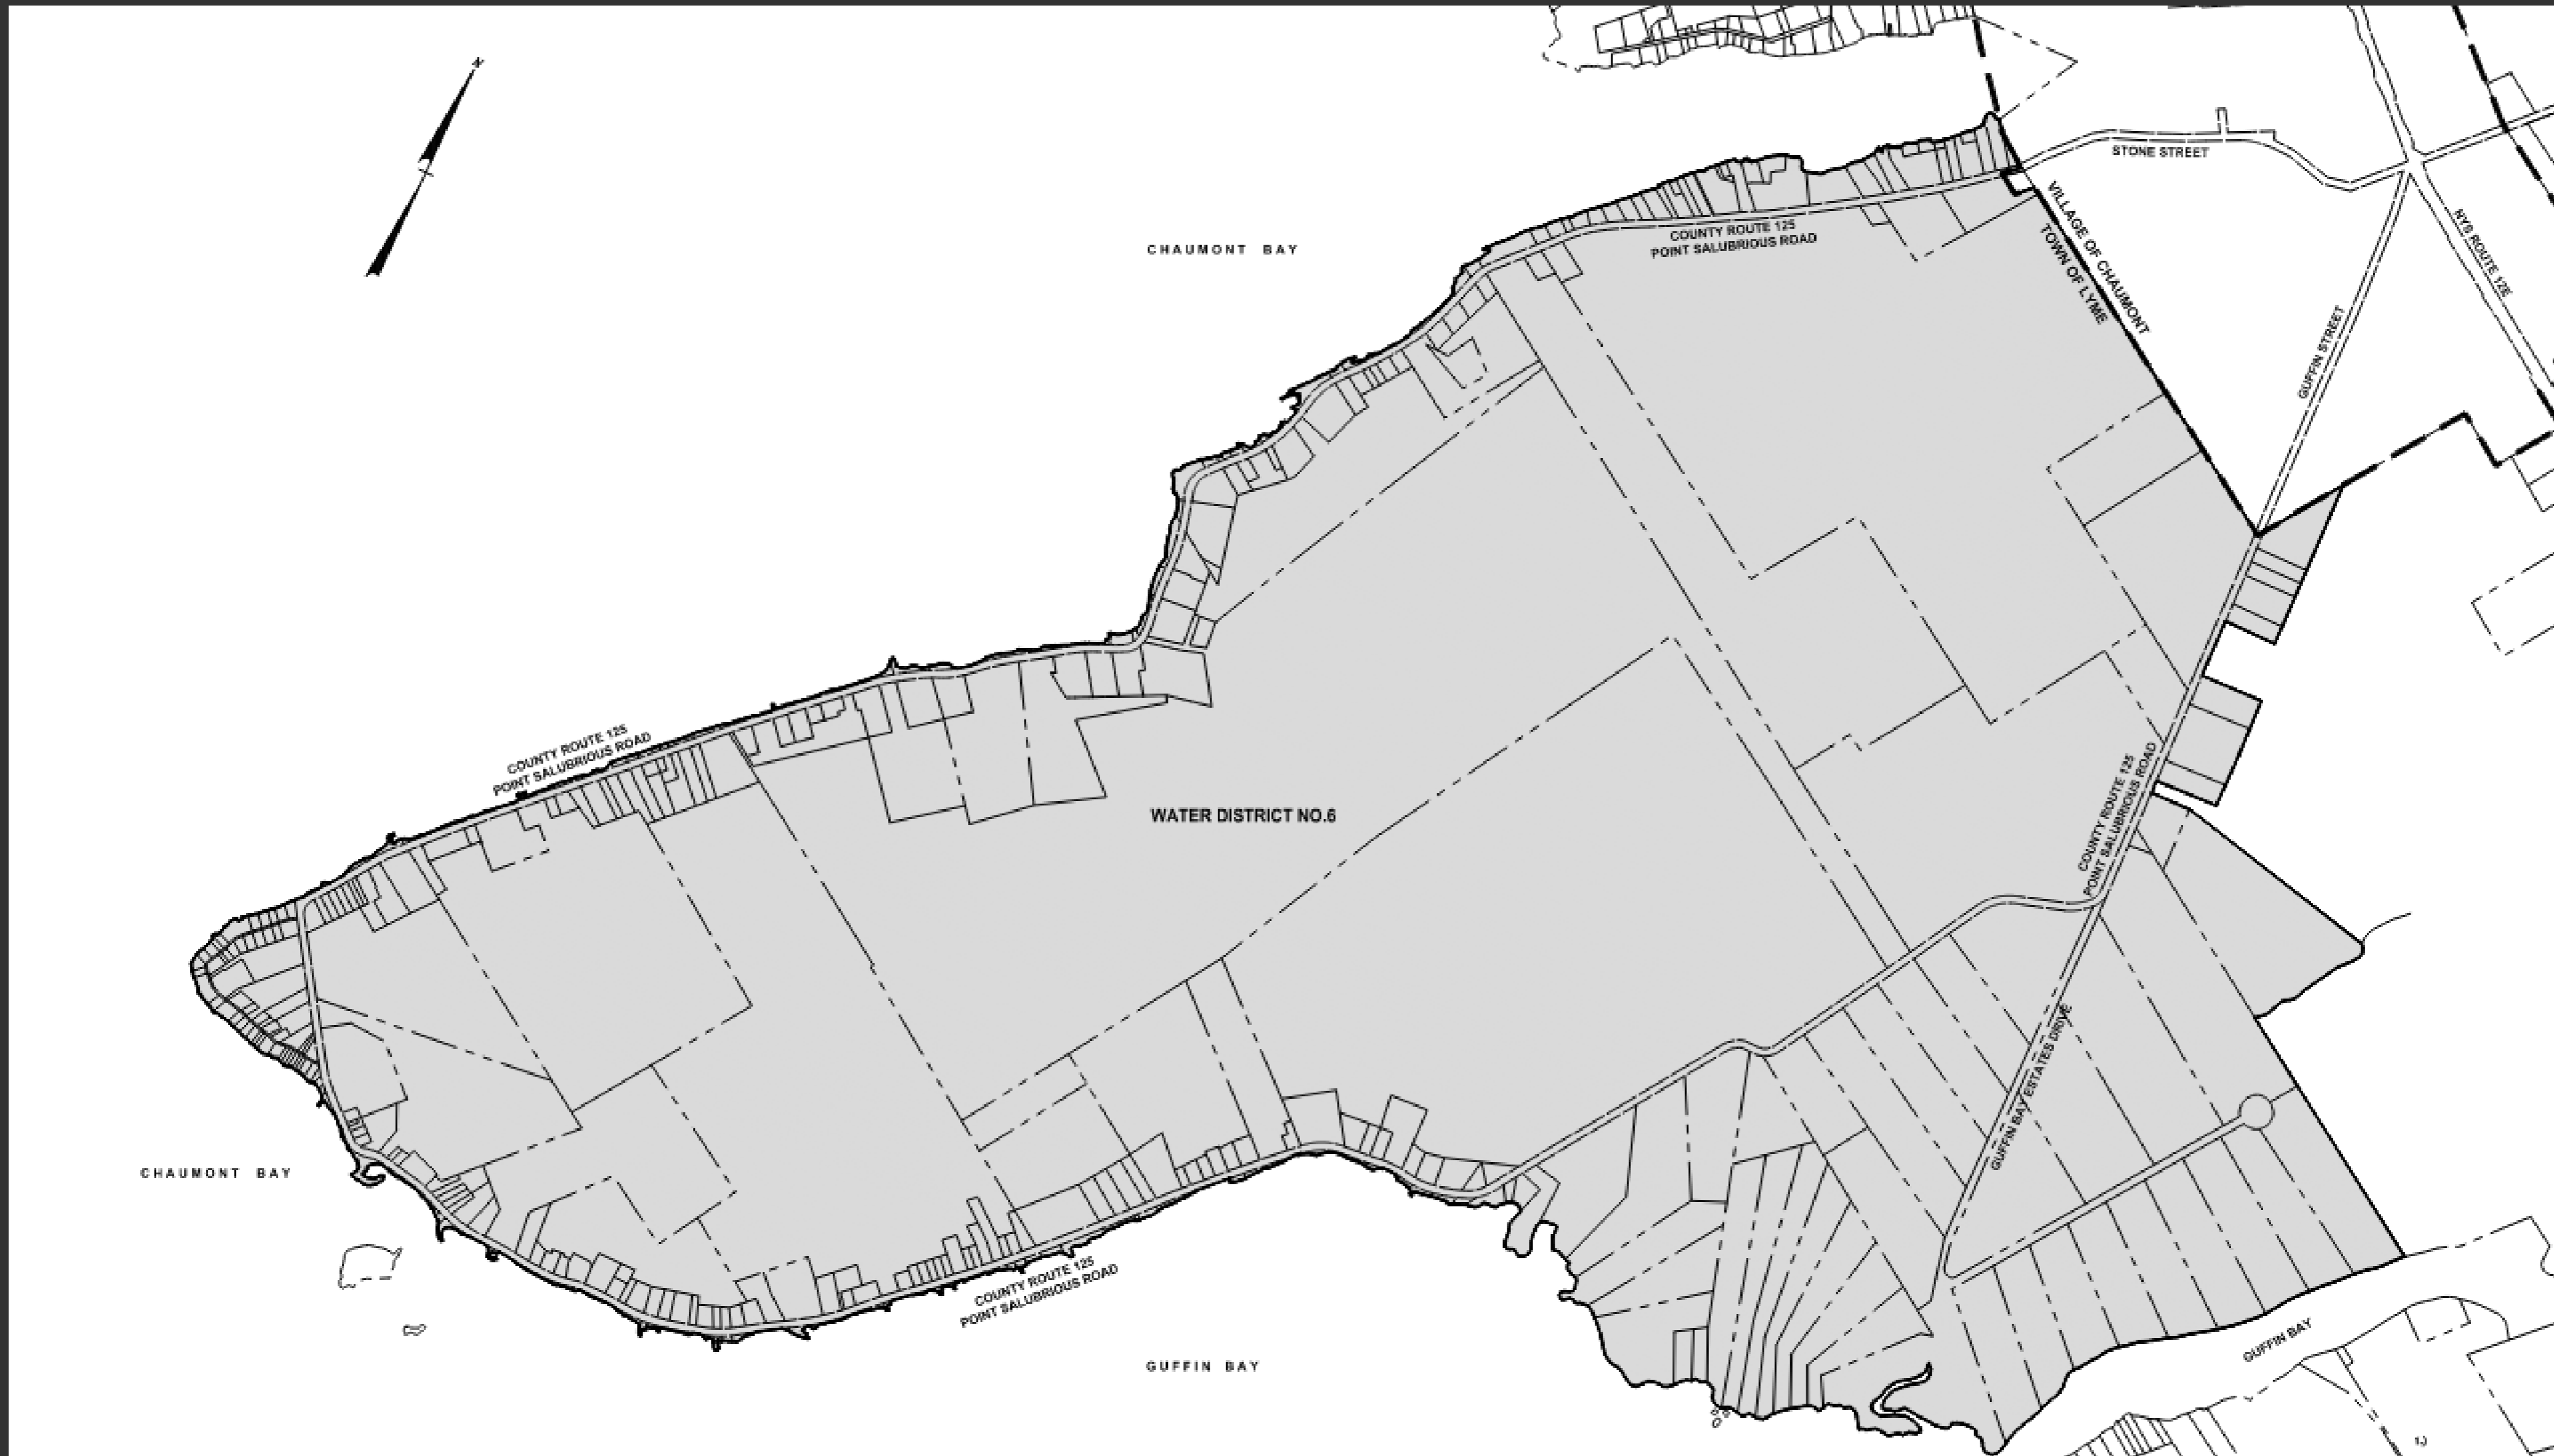 N
STONE STREET
CHAUMONT BAY
COUNTY ROUTE 125
POINT SALUBRIOUS ROAD
VILLAGE OF CHAUMONT
TOWN OF LYME
NYS ROUTE 12E
GUFFIN STREET
COUNTY ROUTE 125
POINT SALUBRIOUS ROAD
WATER DISTRICT NO.6
COUNTY ROUTE 125
POINT SALUBRIOUS ROAD
GUFFIN BAY ESTATES DRIVE
CHAUMONT BAY
COUNTY ROUTE 125
POINT SALUBRIOUS ROAD
GUFFIN BAY
GUFFIN BAY